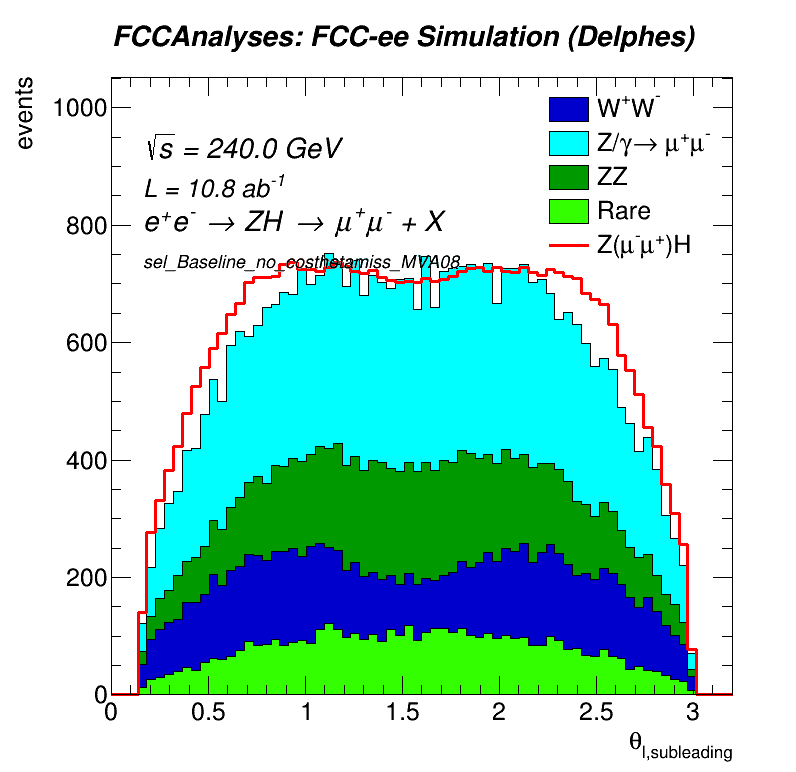 FCCAnalyses: FCC-ee Simulation (Delphes)
events
√s = 240.0 GeV
L = 10.8 ab⁻¹
e⁺e⁻ → ZH → μ⁺μ⁻ + X
sel_Baseline_no_costhetamiss_MVA08
W⁺W⁻
Z/γ→ μ⁺μ⁻
ZZ
Rare
Z(μ⁻μ⁺)H
1000
800
600
400
200
0
0 0.5 1 1.5 2 2.5 3
θl,subleading